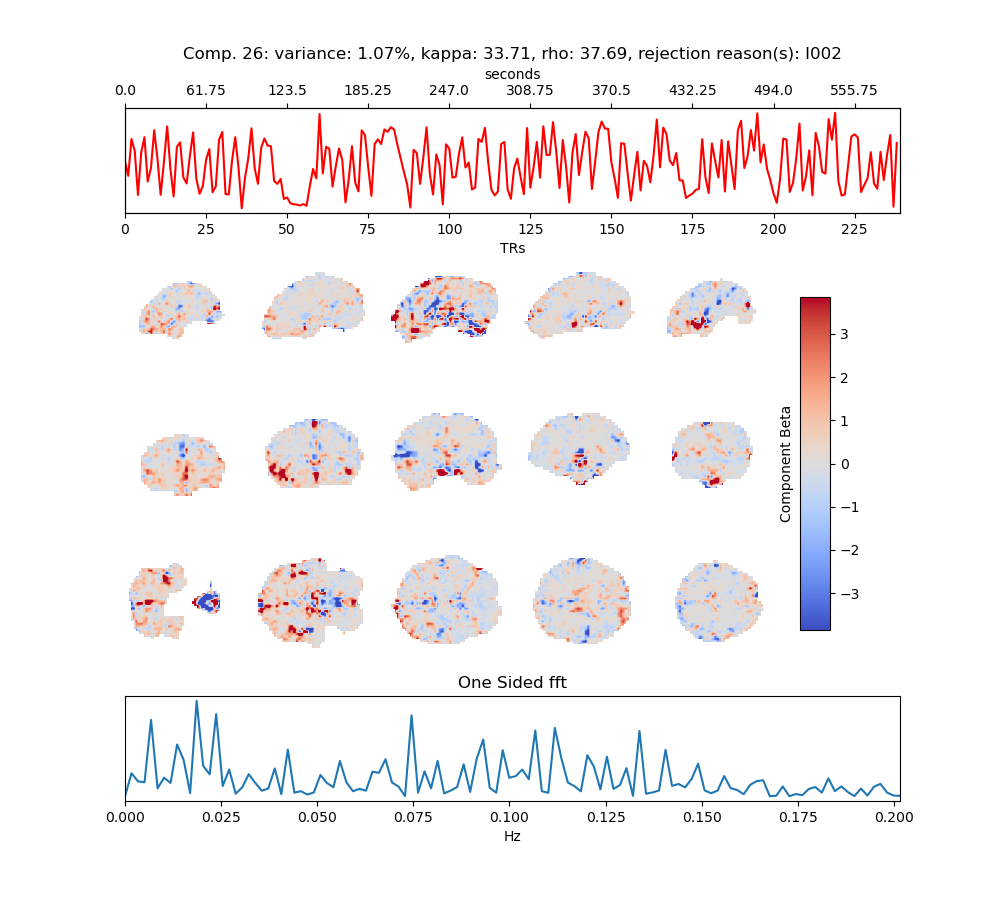 Comp. 26: variance: 1.07%, kappa: 33.71, rho: 37.69, rejection reason(s): I002
seconds
0.0 61.75 123.5 185.25 247.0 308.75 370.5 432.25 494.0 555.75
0 25 50 75 100 125 150 175 200 225
TRs
3
2
1
0
−1
−2
−3
Component Beta
One Sided fft
0.000 0.025 0.050 0.075 0.100 0.125 0.150 0.175 0.200
Hz